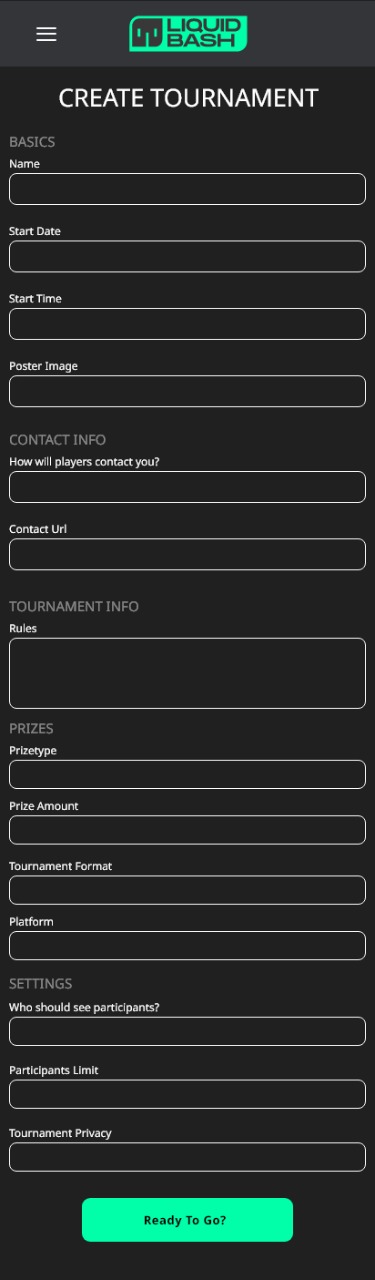 LIQUID
BASH
CREATE TOURNAMENT
BASICS
Name
Start Date
Start Time
Poster Image
CONTACT INFO
How will players contact you?
Contact Url
TOURNAMENT INFO
Rules
PRIZES
Prizetype
Prize Amount
Tournament Format
Platform
SETTINGS
Who should see participants?
Participants Limit
Tournament Privacy
Ready To Go?